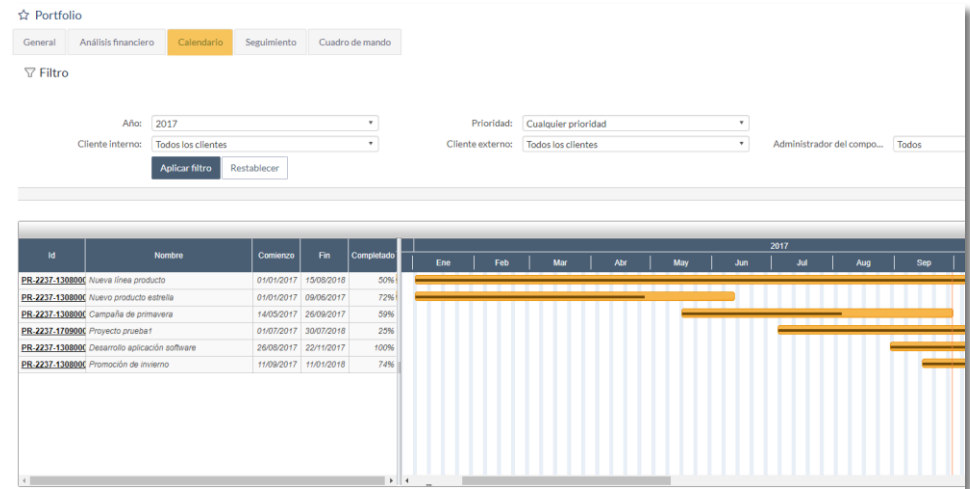 Portfolio
General Análisis financiero Calendario Seguimiento Cuadro de mando
Filtro
Año: 2017 Prioridad: Cualquier prioridad
Cliente interno: Todos los clientes Cliente externo: Todos los clientes Administrador del compo... Todos
Aplicar filtro Restablecer
2017
Id Nombre Comienzo Fin Completado Ene Feb Mar Abr May Jun Jul Aug Sep
PR-2237-1308000 Nueva línea producto 01/01/2017 15/08/2018 50%
PR-2237-1308000 Nuevo producto estrella 01/01/2017 09/06/2017 72%
PR-2237-1308000 Campaña de primavera 14/05/2017 26/09/2017 59%
PR-2237-1709000 Proyecto prueba1 01/07/2017 30/07/2018 25%
PR-2237-1308000 Desarrollo aplicación software 26/08/2017 22/11/2017 100%
PR-2237-1308000 Promoción de invierno 11/09/2017 11/01/2018 74%